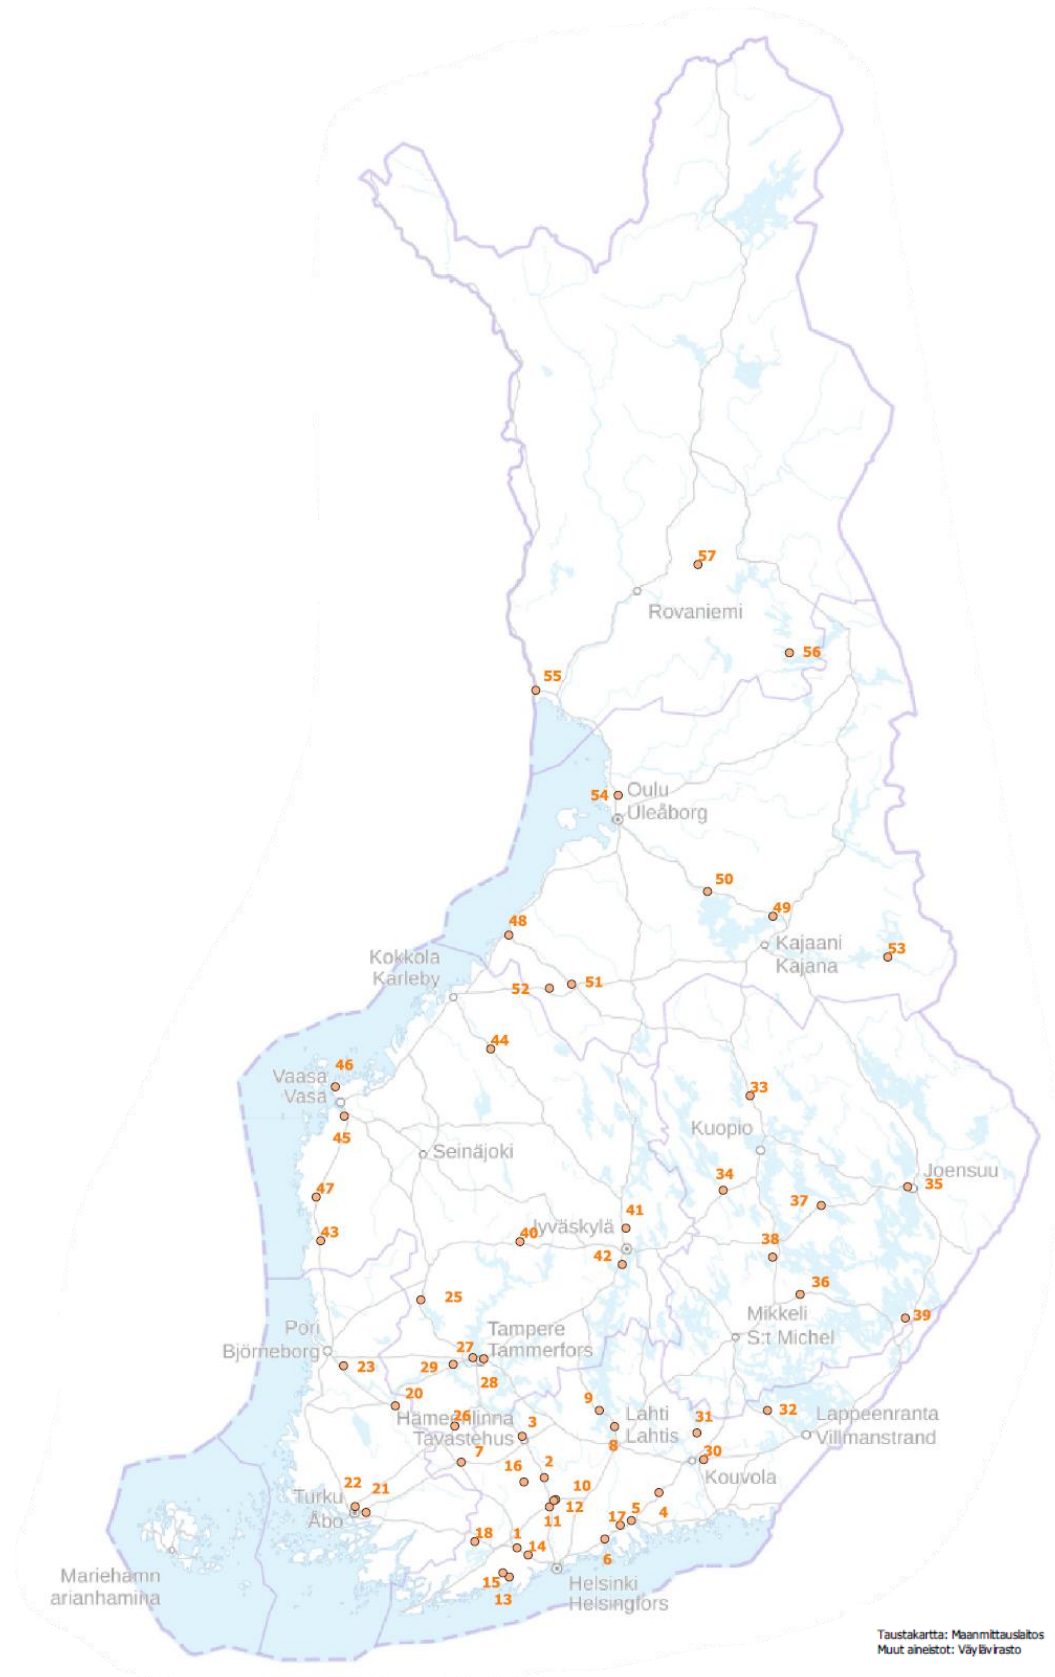 57
Rovaniemi
56
55
54
Oulu
Uleåborg
50
49
48
Kajaani
Kajana
53
Kokkola
Karleby
52
51
44
46
Vaasa
Vasa
45
33
Kuopio
Seinäjoki
Joensuu
35
34
47
37
41
43
40
Jyväskylä
38
42
36
25
39
Mikkeli
S:t Michel
Pori
Björneborg
Tampere
Tammerfors
27
23
29
28
20
9
32
26
Hämeenlinna
Tavastehus
3
Lahti
Lahtis
31
Lappeenranta
Villmanstrand
8
7
30
Kouvola
16
2
22
21
10
Turku
Åbo
12
11
17
5
4
18
1
14
6
Mariehamn
arianhamina
15
13
Helsinki
Helsingfors
Taustakartta: Maanmittauslaitos
Muut aineistot: Väylävirasto